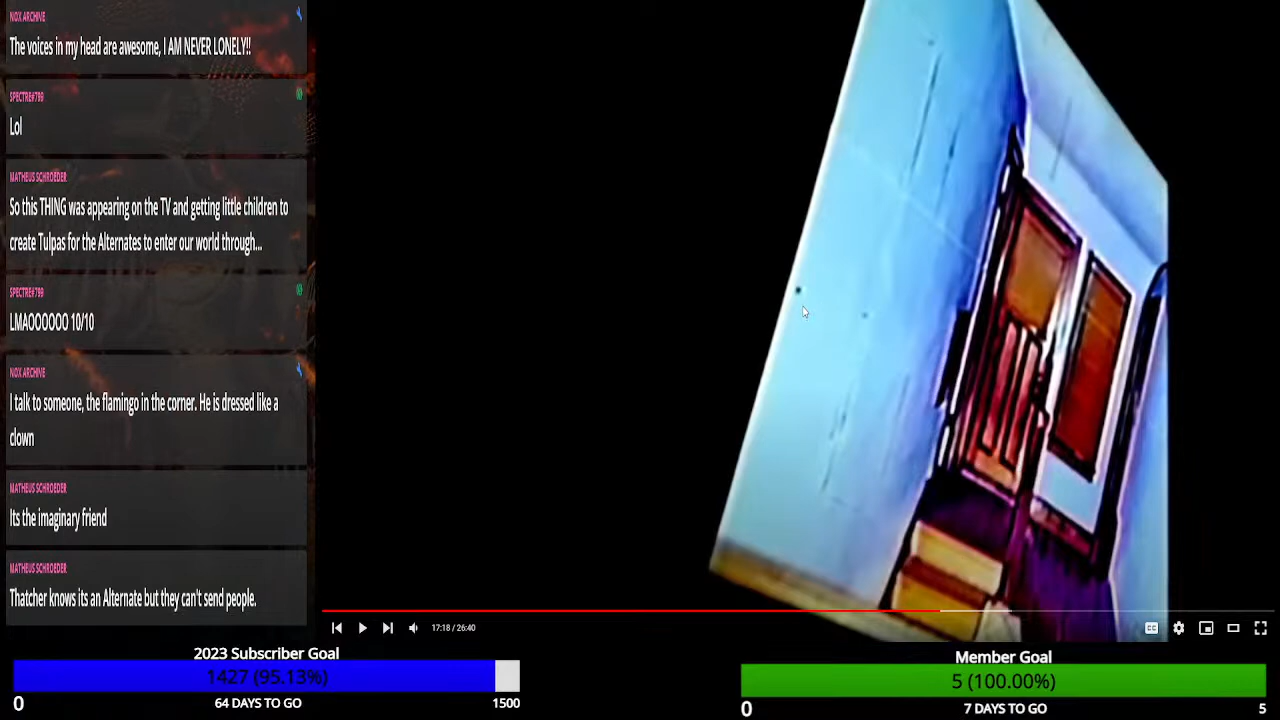 NOX ARCHIVE
The voices in my head are awesome, I AM NEVER LONELY!!
SPECTRE#799
Lol
MATHEUS SCHROEDER
So this THING was appearing on the TV and getting little children to
create Tulpas for the Alternates to enter our world through...
SPECTRE#799
LMAOOOOOO 10/10
NOX ARCHIVE
I talk to someone, the flamingo in the corner. He is dressed like a
clown
MATHEUS SCHROEDER
Its the imaginary friend
MATHEUS SCHROEDER
Thatcher knows its an Alternate but they can't send people.
17:18 / 26:40
CC
2023 Subscriber Goal
1427 (95.13%)
0
64 DAYS TO GO
1500
Member Goal
5 (100.00%)
0
7 DAYS TO GO
5